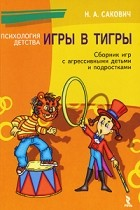 Н. А. САКОВИЧ
ПСИХОЛОГИЯ
ДЕТСТВА
ИГРЫ В ТИГРЫ
Сборник игр
с агрессивными детьми и
подростками